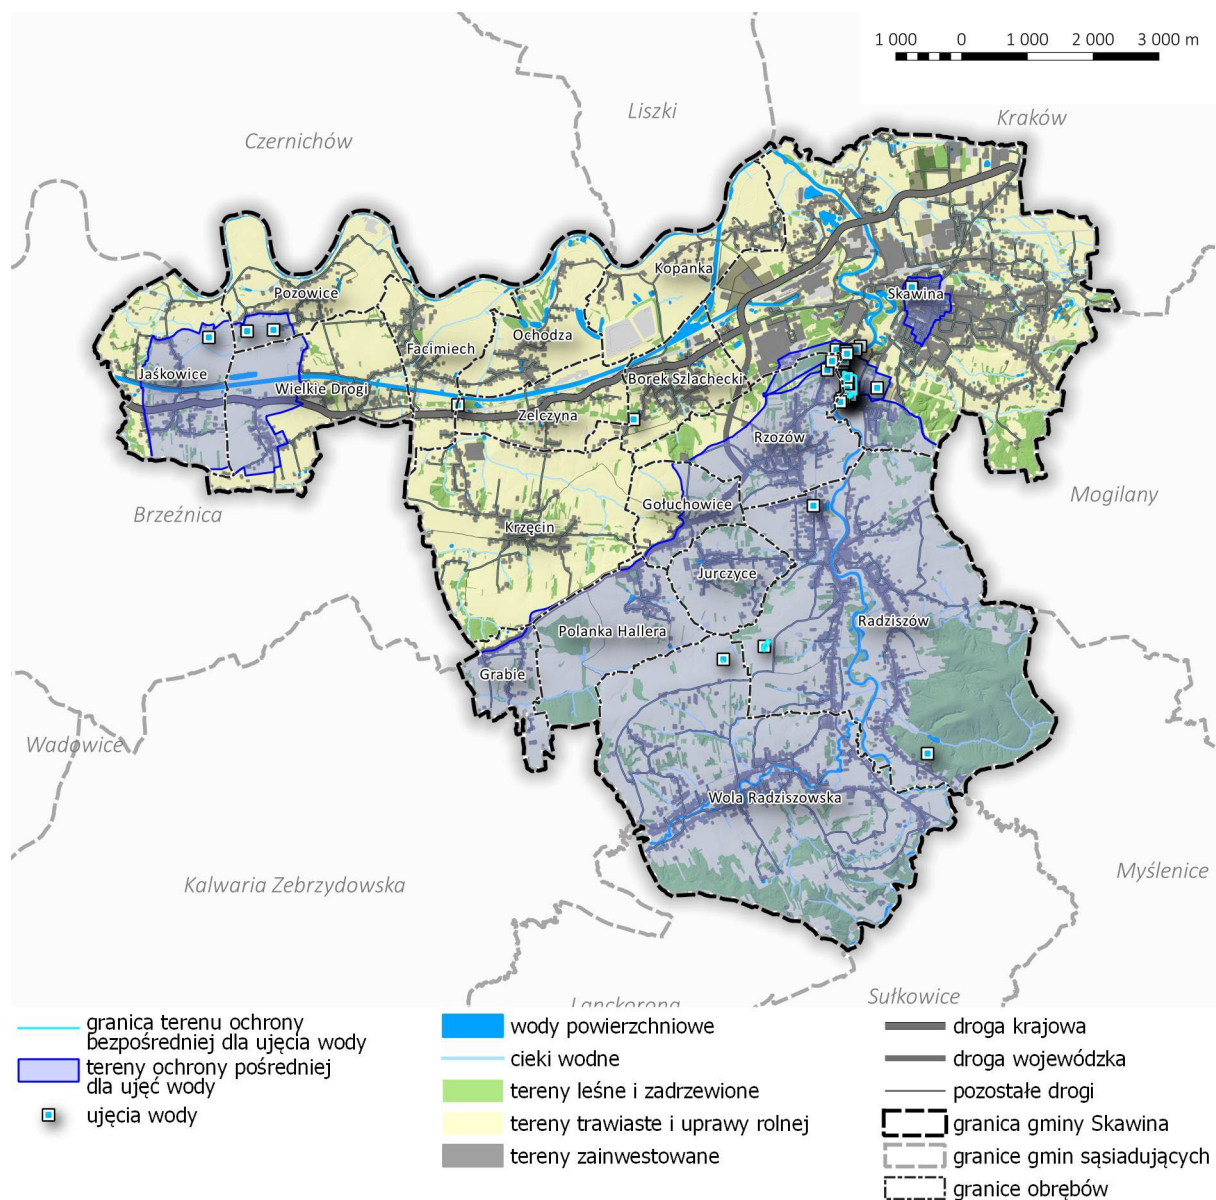 1 000 0 1 000 2 000 3 000 m
Liszki
Kraków
Czernichów
Kopanka
Pozowice
Skawina
Ochodza
Facimiech
Jaśkowice
Borek Szlachecki
Wielkie Drogi
Zelczyna
Rzozów
Mogilany
Brzeźnica
Gołuchowice
Krzęcin
Jurczyce
Radziszów
Polanka Hallera
Grabie
Wadowice
Wola Radziszowska
Myślenice
Kalwaria Zebrzydowska
Sułkowice
Lanckorona
granica terenu ochrony
bezpośredniej dla ujęcia wody
tereny ochrony pośredniej
dla ujęć wody
ujęcia wody
wody powierzchniowe
cieki wodne
tereny leśne i zadrzewione
tereny trawiaste i uprawy rolnej
tereny zainwestowane
droga krajowa
droga wojewódzka
pozostałe drogi
granica gminy Skawina
granice gmin sąsiadujących
granice obrębów